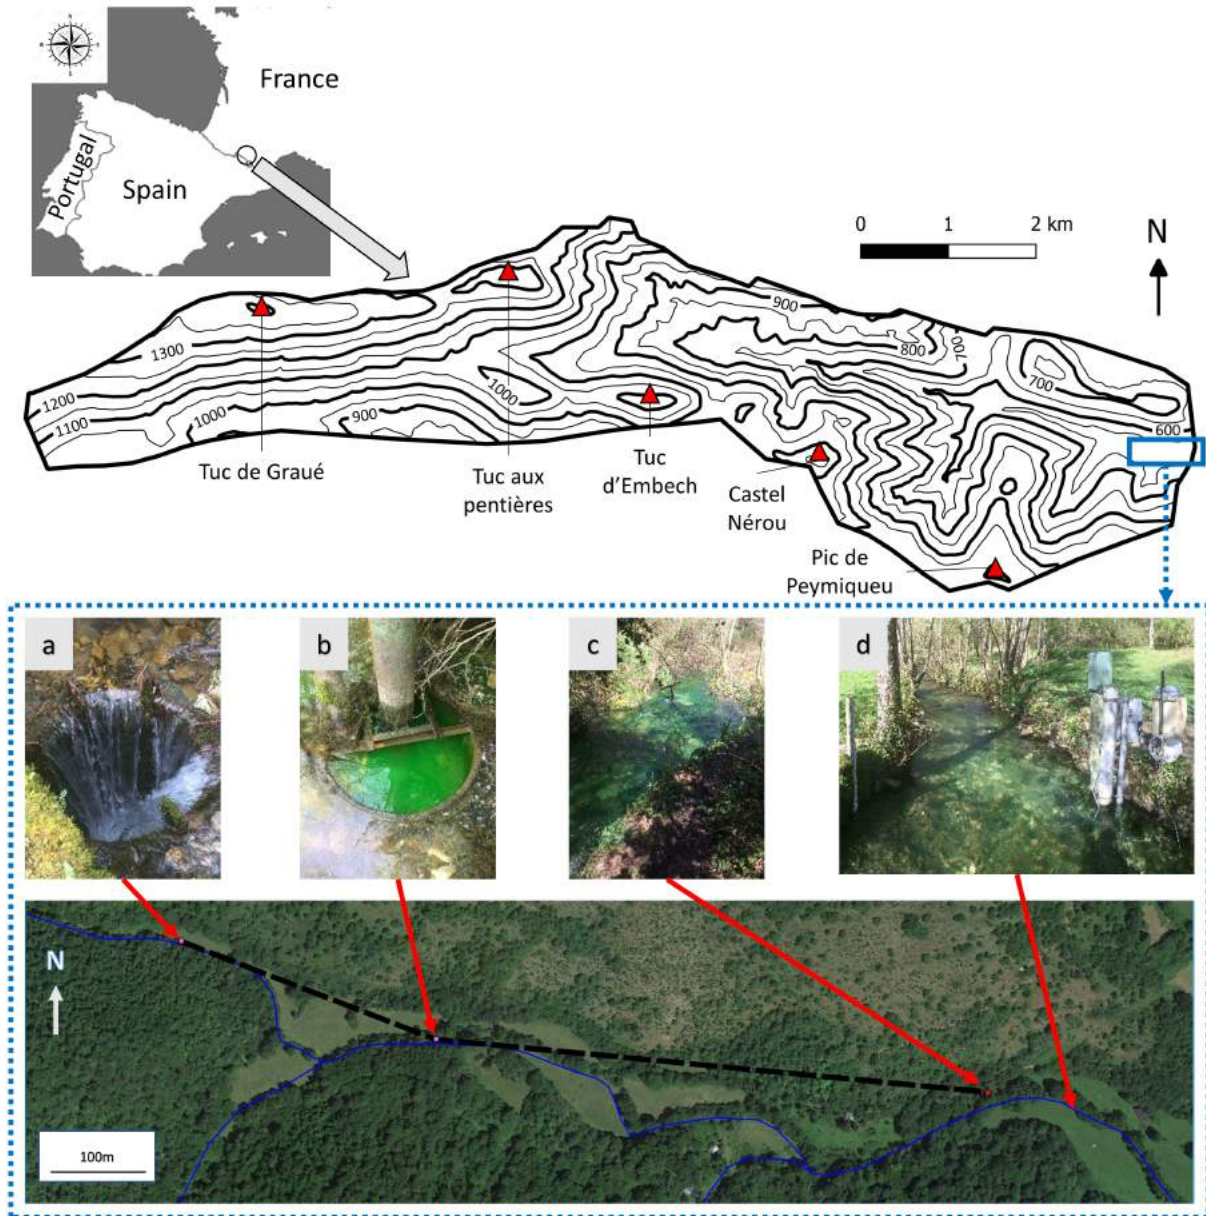 France
Portugal
Spain
0 1 2 km
N
900
800
700
1300
1200
1100
1000
900
1000
700
600
Tuc de Graué
Tuc aux
pentières
Tuc
d'Embech
Castel
Nérou
Pic de
Peymiqueu
a
b
c
d
N
100m